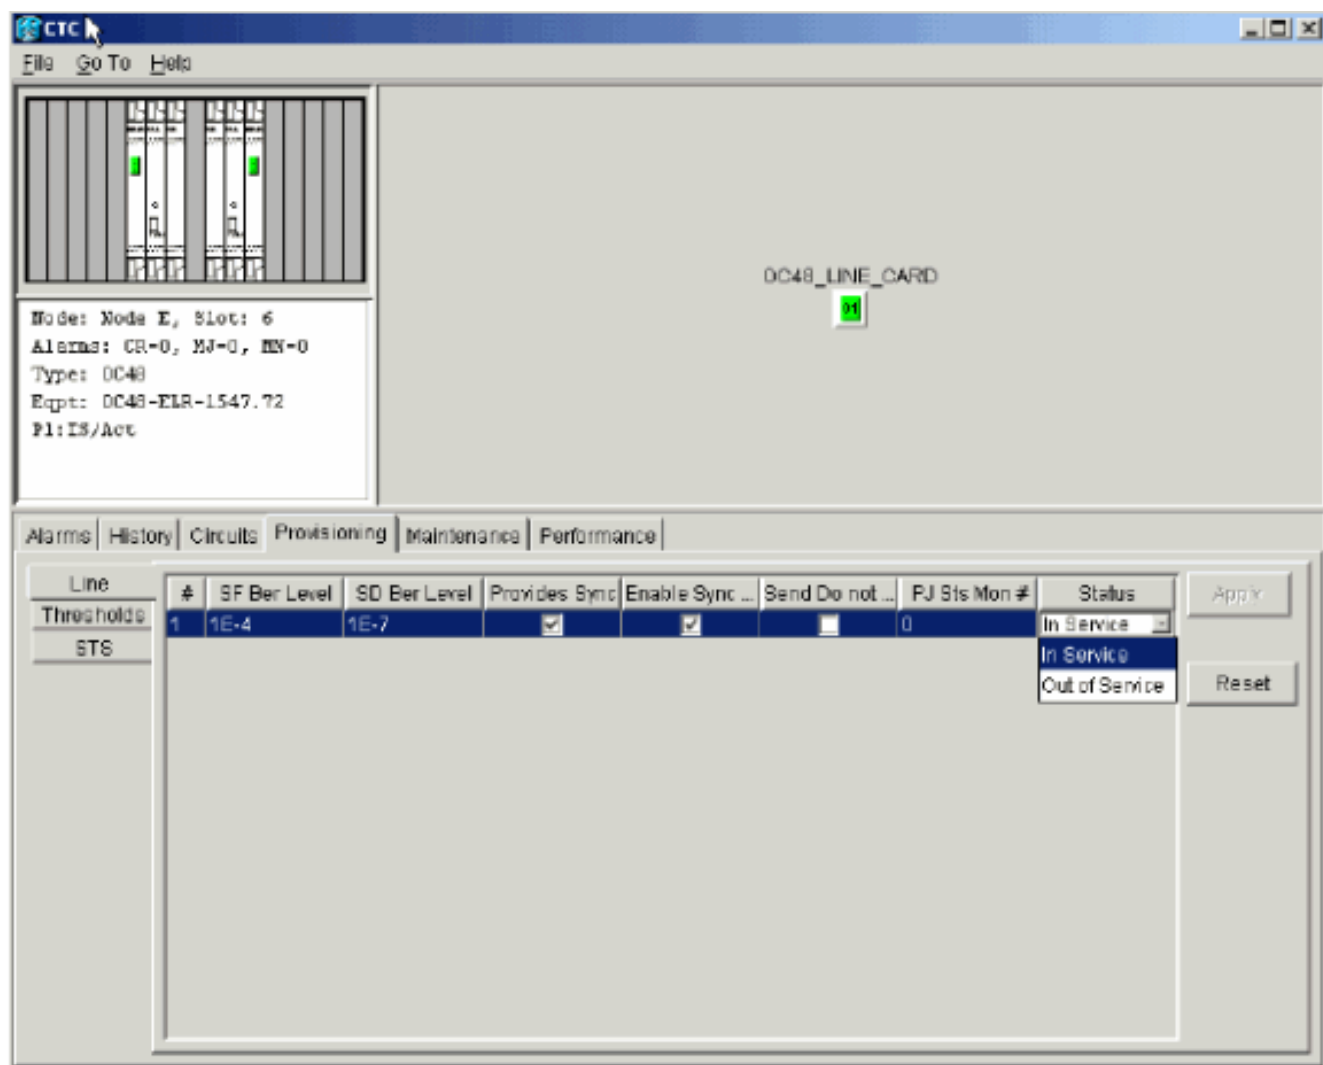 CTC
File Go To Help
OC48_LINE_CARD
01
Node: Node E, Slot: 6
Alarms: CR-0, MJ-0, MN-0
Type: OC48
Eqpt: OC48-ELR-1547.72
P1:IS/Act
Alarms History Circuits Provisioning Maintenance Performance
Line
Thresholds
STS
# SF Ber Level SD Ber Level Provides Sync Enable Sync ... Send Do not ... PJ Sts Mon # Status
1 1E-4 1E-7 0 In Service
In Service
Out of Service
Apply
Reset